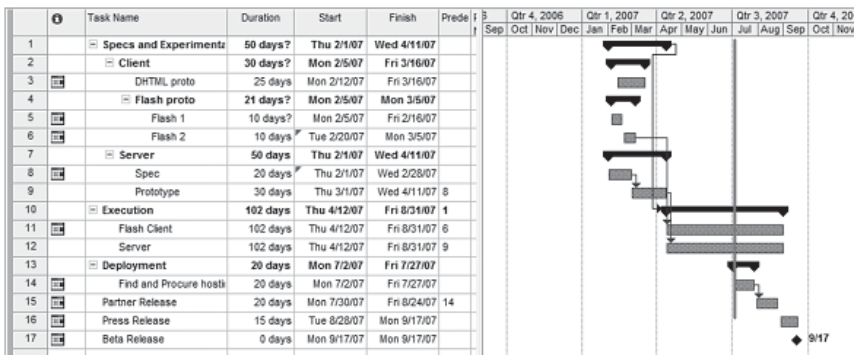 Task Name Duration Start Finish Prede
Qtr 4, 2006 Qtr 1, 2007 Qtr 2, 2007 Qtr 3, 2007 Qtr 4, 20
Sep Oct Nov Dec Jan Feb Mar Apr May Jun Jul Aug Sep Oct Nov
1 Specs and Experimenta 50 days? Thu 2/1/07 Wed 4/11/07
2 Client 30 days? Mon 2/5/07 Fri 3/16/07
3 DHTML proto 25 days Mon 2/12/07 Fri 3/16/07
4 Flash proto 21 days? Mon 2/5/07 Mon 3/5/07
5 Flash 1 10 days? Mon 2/5/07 Fri 2/16/07
6 Flash 2 10 days Tue 2/20/07 Mon 3/5/07
7 Server 50 days Thu 2/1/07 Wed 4/11/07
8 Spec 20 days Thu 2/1/07 Wed 2/28/07
9 Prototype 30 days Thu 3/1/07 Wed 4/11/07 8
10 Execution 102 days Thu 4/12/07 Fri 8/31/07 1
11 Flash Client 102 days Thu 4/12/07 Fri 8/31/07 6
12 Server 102 days Thu 4/12/07 Fri 8/31/07 9
13 Deployment 20 days Mon 7/2/07 Fri 7/27/07
14 Find and Procure hosti 20 days Mon 7/2/07 Fri 7/27/07
15 Partner Release 20 days Mon 7/30/07 Fri 8/24/07 14
16 Press Release 15 days Tue 8/28/07 Mon 9/17/07
17 Beta Release 0 days Mon 9/17/07 Mon 9/17/07 9/17